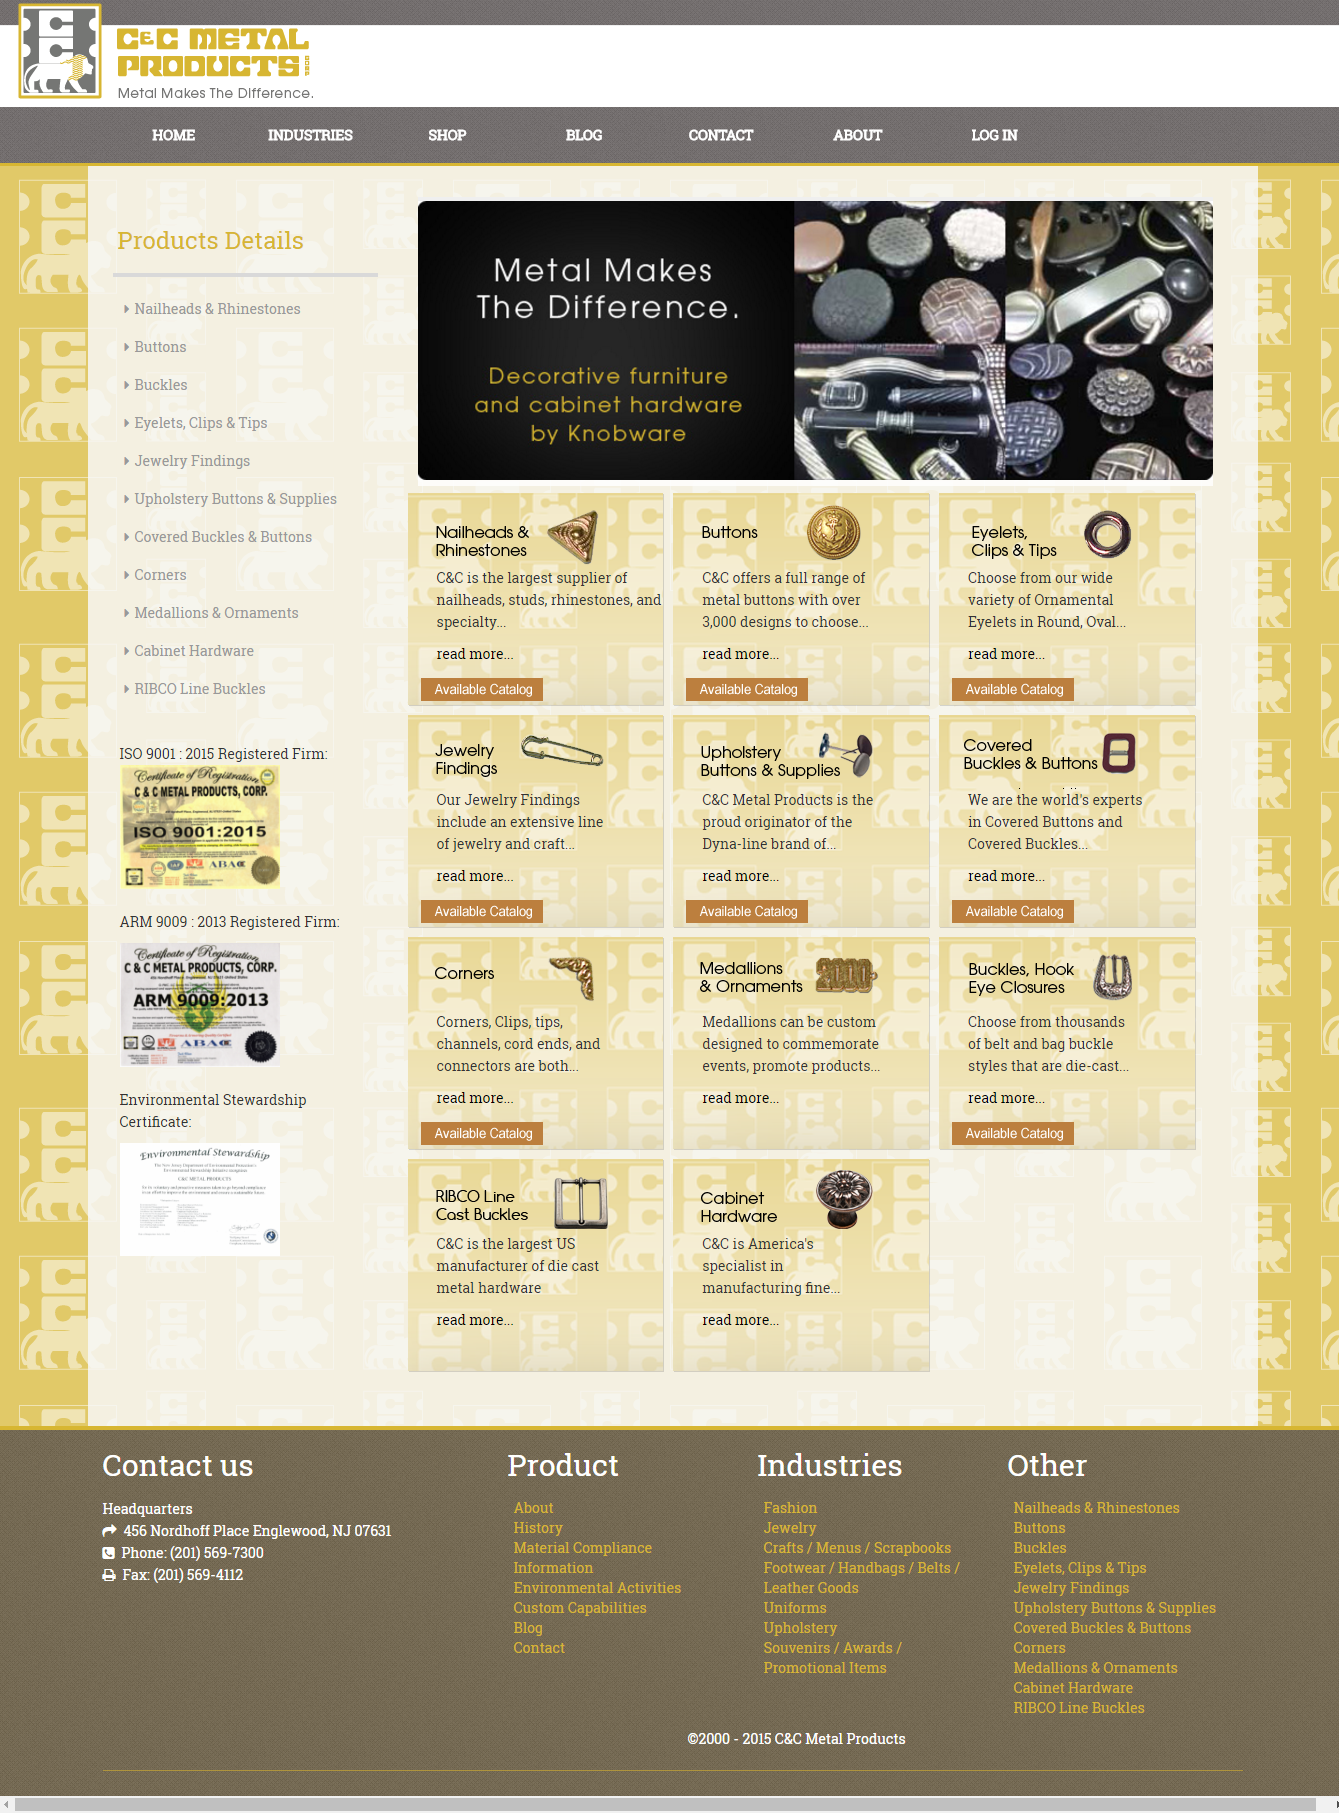 C&C METAL
PRODUCTS CORP
Metal Makes The Difference.
HOME INDUSTRIES SHOP BLOG CONTACT ABOUT LOG IN
Products Details
Nailheads & Rhinestones
Buttons
Buckles
Eyelets, Clips & Tips
Jewelry Findings
Upholstery Buttons & Supplies
Covered Buckles & Buttons
Corners
Medallions & Ornaments
Cabinet Hardware
RIBCO Line Buckles
ISO 9001 : 2015 Registered Firm:
Certificate of Registration
C & C METAL PRODUCTS, CORP.
ISO 9001:2015
ABAC
ARM 9009 : 2013 Registered Firm:
Certificate of Registration
C & C METAL PRODUCTS, CORP.
ARM 9009:2013
ABAC
Environmental Stewardship
Certificate:
Environmental Stewardship
C&C METAL PRODUCTS
Metal Makes
The Difference.
Decorative furniture
and cabinet hardware
by Knobware
Nailheads &
Rhinestones
C&C is the largest supplier of
nailheads, studs, rhinestones, and
specialty...
read more...
Available Catalog
Buttons
C&C offers a full range of
metal buttons with over
3,000 designs to choose...
read more...
Available Catalog
Eyelets,
Clips & Tips
Choose from our wide
variety of Ornamental
Eyelets in Round, Oval...
read more...
Available Catalog
Jewelry
Findings
Our Jewelry Findings
include an extensive line
of jewelry and craft...
read more...
Available Catalog
Upholstery
Buttons & Supplies
C&C Metal Products is the
proud originator of the
Dyna-line brand of...
read more...
Available Catalog
Covered
Buckles & Buttons
We are the world's experts
in Covered Buttons and
Covered Buckles...
read more...
Available Catalog
Corners
Corners, Clips, tips,
channels, cord ends, and
connectors are both...
read more...
Available Catalog
Medallions
& Ornaments
Medallions can be custom
designed to commemorate
events, promote products...
read more...
Buckles, Hook
Eye Closures
Choose from thousands
of belt and bag buckle
styles that are die-cast...
read more...
Available Catalog
RIBCO Line
Cast Buckles
C&C is the largest US
manufacturer of die cast
metal hardware
read more...
Cabinet
Hardware
C&C is America's
specialist in
manufacturing fine...
read more...
Contact us
Headquarters
456 Nordhoff Place Englewood, NJ 07631
Phone: (201) 569-7300
Fax: (201) 569-4112
Product
About
History
Material Compliance
Information
Environmental Activities
Custom Capabilities
Blog
Contact
Industries
Fashion
Jewelry
Crafts / Menus / Scrapbooks
Footwear / Handbags / Belts /
Leather Goods
Uniforms
Upholstery
Souvenirs / Awards /
Promotional Items
Other
Nailheads & Rhinestones
Buttons
Buckles
Eyelets, Clips & Tips
Jewelry Findings
Upholstery Buttons & Supplies
Covered Buckles & Buttons
Corners
Medallions & Ornaments
Cabinet Hardware
RIBCO Line Buckles
©2000 - 2015 C&C Metal Products